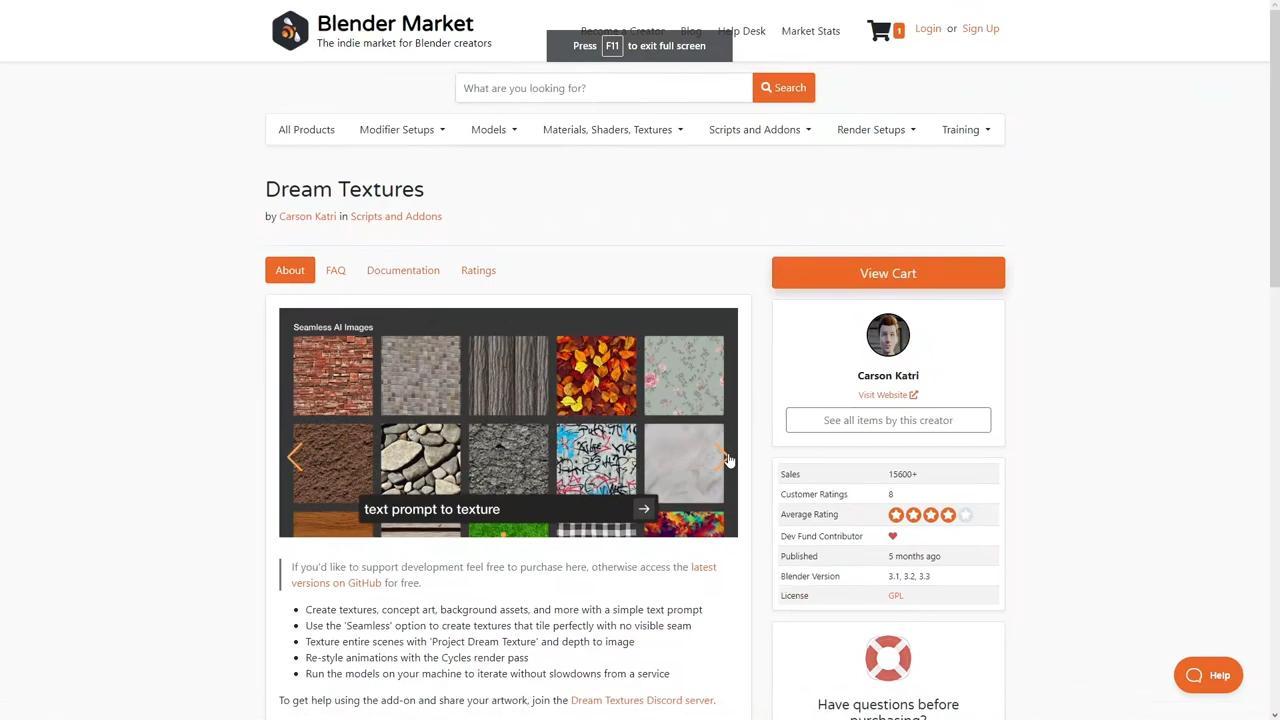 Blender Market
The indie market for Blender creators
Become a Creator Blog Help Desk Market Stats
1
Login or Sign Up
Press F11 to exit full screen
What are you looking for?
Search
All Products Modifier Setups Models Materials, Shaders, Textures Scripts and Addons Render Setups Training
Dream Textures
by Carson Katri in Scripts and Addons
About FAQ Documentation Ratings
View Cart
Seamless AI Images
text prompt to texture
If you'd like to support development feel free to purchase here, otherwise access the latest
versions on GitHub for free.
Create textures, concept art, background assets, and more with a simple text prompt
Use the 'Seamless' option to create textures that tile perfectly with no visible seam
Texture entire scenes with 'Project Dream Texture' and depth to image
Re-style animations with the Cycles render pass
Run the models on your machine to iterate without slowdowns from a service
To get help using the add-on and share your artwork, join the Dream Textures Discord server.
Carson Katri
Visit Website
See all items by this creator
Sales 15600+
Customer Ratings 8
Average Rating
Dev Fund Contributor
Published 5 months ago
Blender Version 3.1, 3.2, 3.3
License GPL
Have questions before
purchasing?
Help